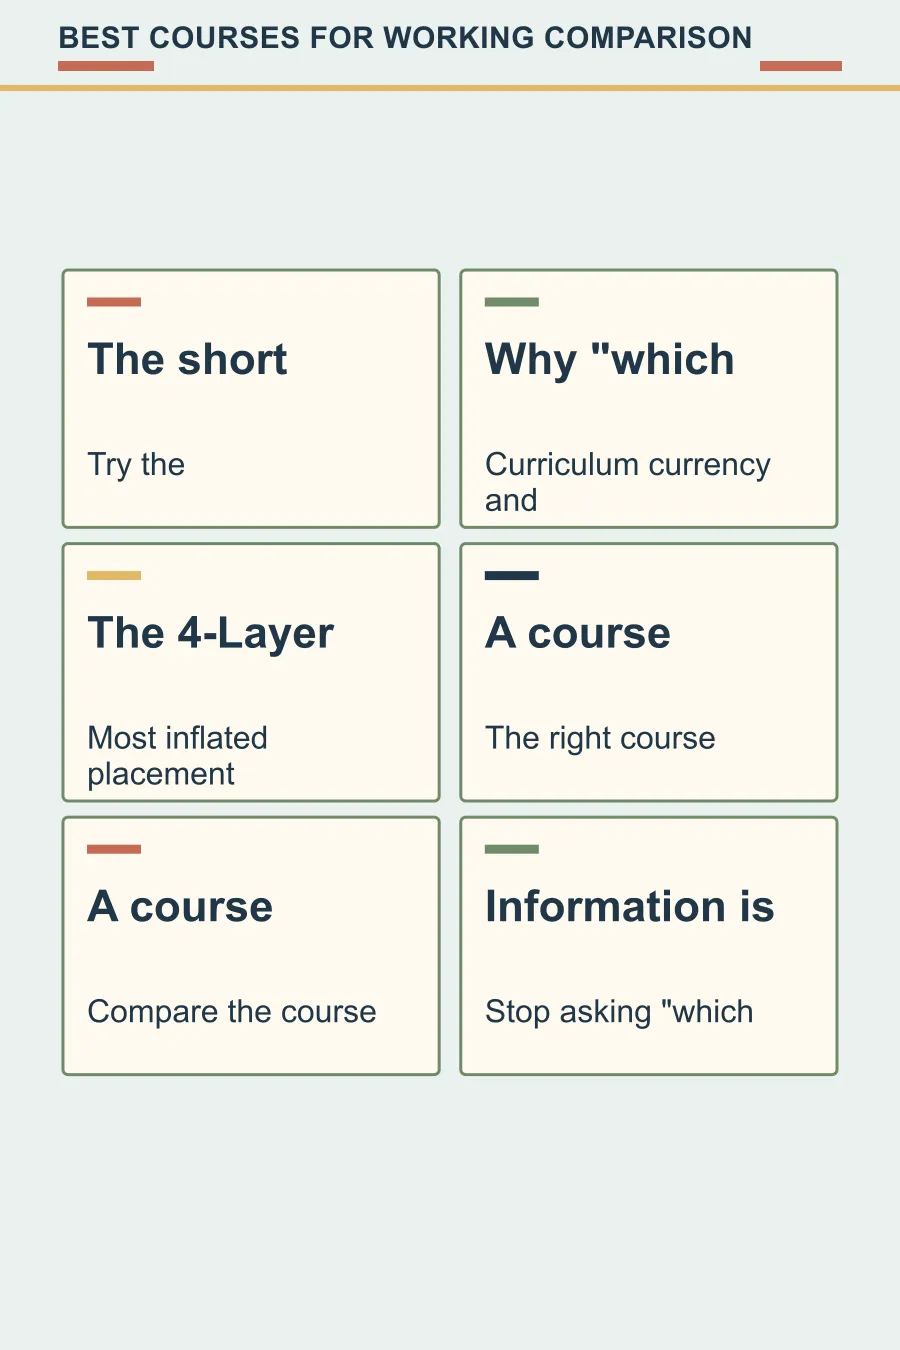 BEST COURSES FOR WORKING COMPARISON
The short
Try the
Why "which
Curriculum currency
and
The 4-Layer
Most inflated
placement
A course
The right course
A course
Compare the course
Information is
Stop asking "which